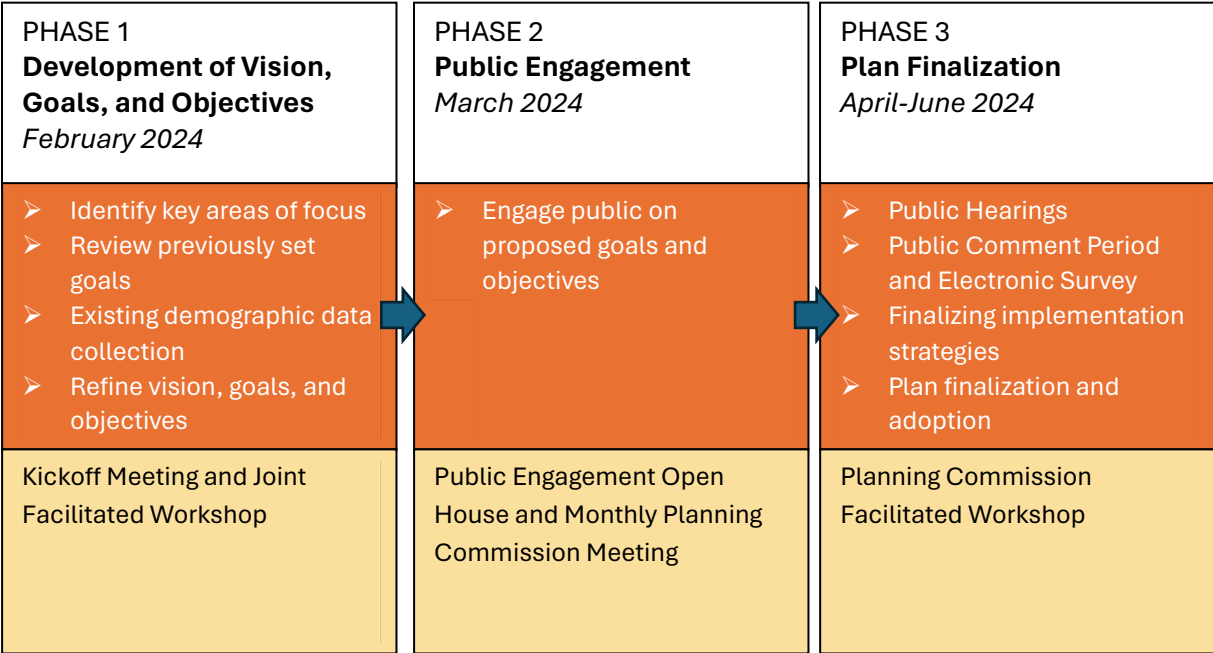 PHASE 1
Development of Vision,
Goals, and Objectives
February 2024
➢ Identify key areas of focus
➢ Review previously set
goals
➢ Existing demographic data
collection
➢ Refine vision, goals, and
objectives
Kickoff Meeting and Joint
Facilitated Workshop
PHASE 2
Public Engagement
March 2024
➢ Engage public on
proposed goals and
objectives
Public Engagement Open
House and Monthly Planning
Commission Meeting
PHASE 3
Plan Finalization
April-June 2024
➢ Public Hearings
➢ Public Comment Period
and Electronic Survey
➢ Finalizing implementation
strategies
➢ Plan finalization and
adoption
Planning Commission
Facilitated Workshop